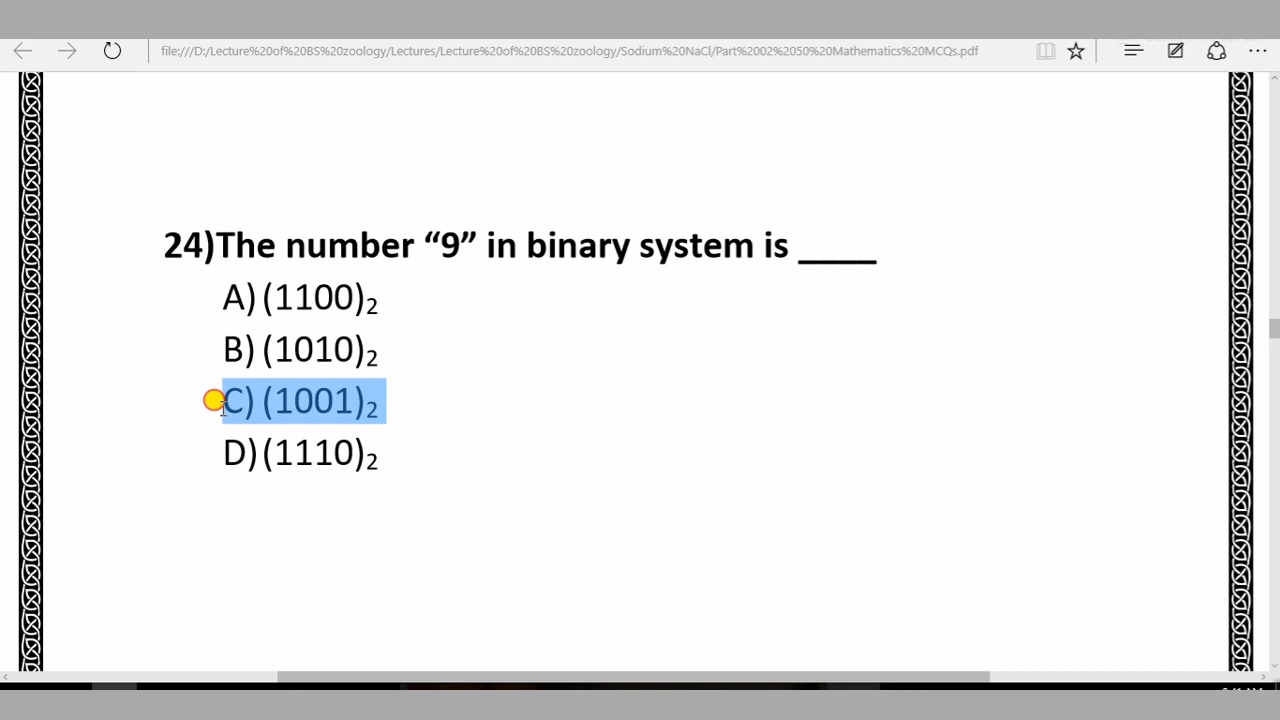 file:///D:/Lecture%20of%20BS%20zoology/Lectures/Lecture%20of%20BS%20zoology/Sodium%20NaCl/Part%2002%2050%20Mathematics%20MCQs.pdf
24)The number “9” in binary system is ____
A) (1100)₂
B) (1010)₂
C) (1001)₂
D) (1110)₂